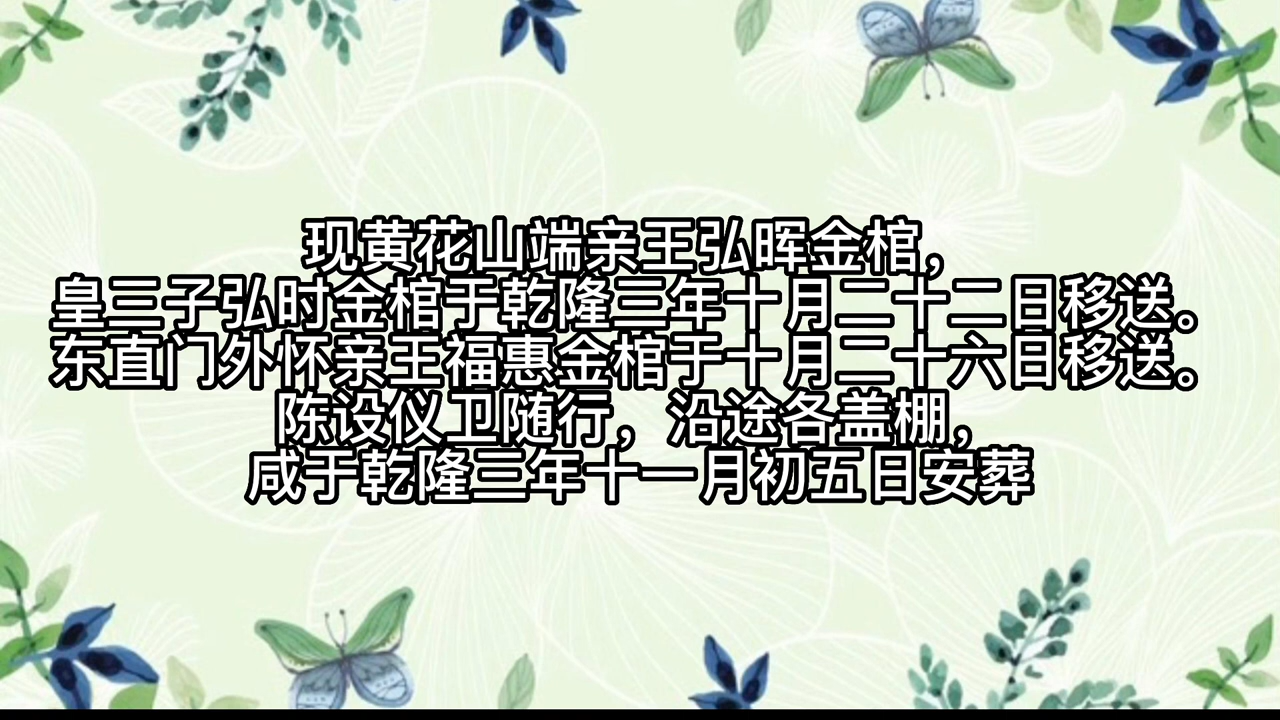 现黄花山端亲王弘晖金棺，
皇三子弘时金棺于乾隆三年十月二十二日移送。
东直门外怀亲王福惠金棺于十月二十六日移送。
陈设仪卫随行，沿途各盖棚，
咸于乾隆三年十一月初五日安葬